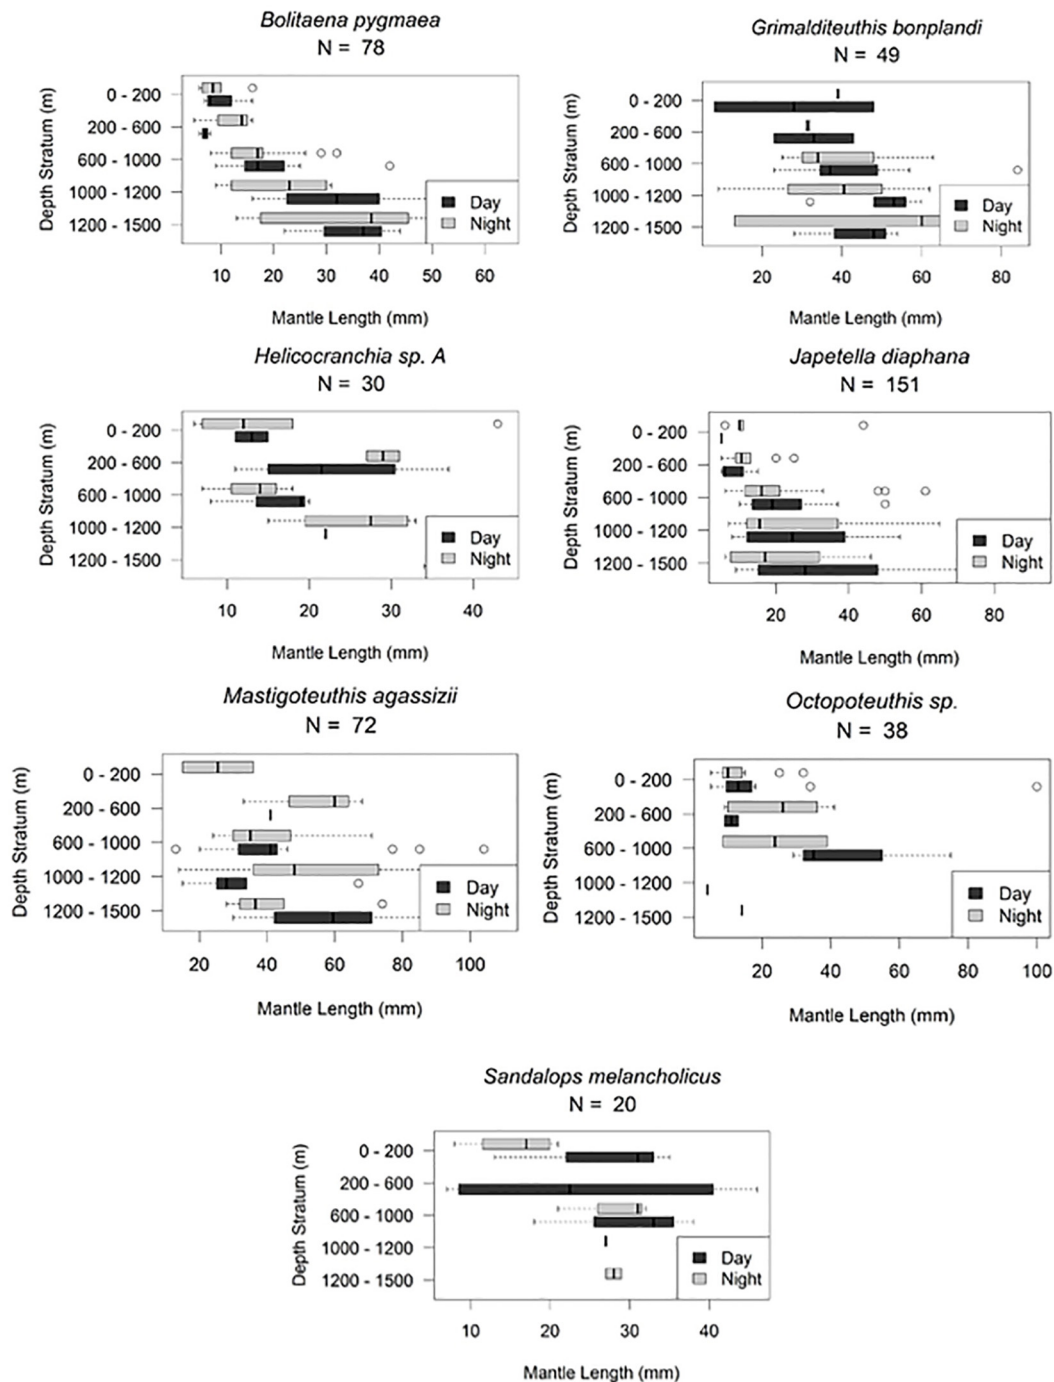 Bolitaena pygmaea
N = 78
Depth Stratum (m)
0 - 200
200 - 600
600 - 1000
1000 - 1200
1200 - 1500
Day
Night
10 20 30 40 50 60
Mantle Length (mm)
Grimalditeuthis bonplandi
N = 49
Depth Stratum (m)
0 - 200
200 - 600
600 - 1000
1000 - 1200
1200 - 1500
Day
Night
20 40 60 80
Mantle Length (mm)
Helicocranchia sp. A
N = 30
Depth Stratum (m)
0 - 200
200 - 600
600 - 1000
1000 - 1200
1200 - 1500
Day
Night
10 20 30 40
Mantle Length (mm)
Japetella diaphana
N = 151
Depth Stratum (m)
0 - 200
200 - 600
600 - 1000
1000 - 1200
1200 - 1500
Day
Night
20 40 60 80
Mantle Length (mm)
Mastigoteuthis agassizii
N = 72
Depth Stratum (m)
0 - 200
200 - 600
600 - 1000
1000 - 1200
1200 - 1500
Day
Night
20 40 60 80 100
Mantle Length (mm)
Octopoteuthis sp.
N = 38
Depth Stratum (m)
0 - 200
200 - 600
600 - 1000
1000 - 1200
1200 - 1500
Day
Night
20 40 60 80 100
Mantle Length (mm)
Sandalops melancholicus
N = 20
Depth Stratum (m)
0 - 200
200 - 600
600 - 1000
1000 - 1200
1200 - 1500
Day
Night
10 20 30 40
Mantle Length (mm)